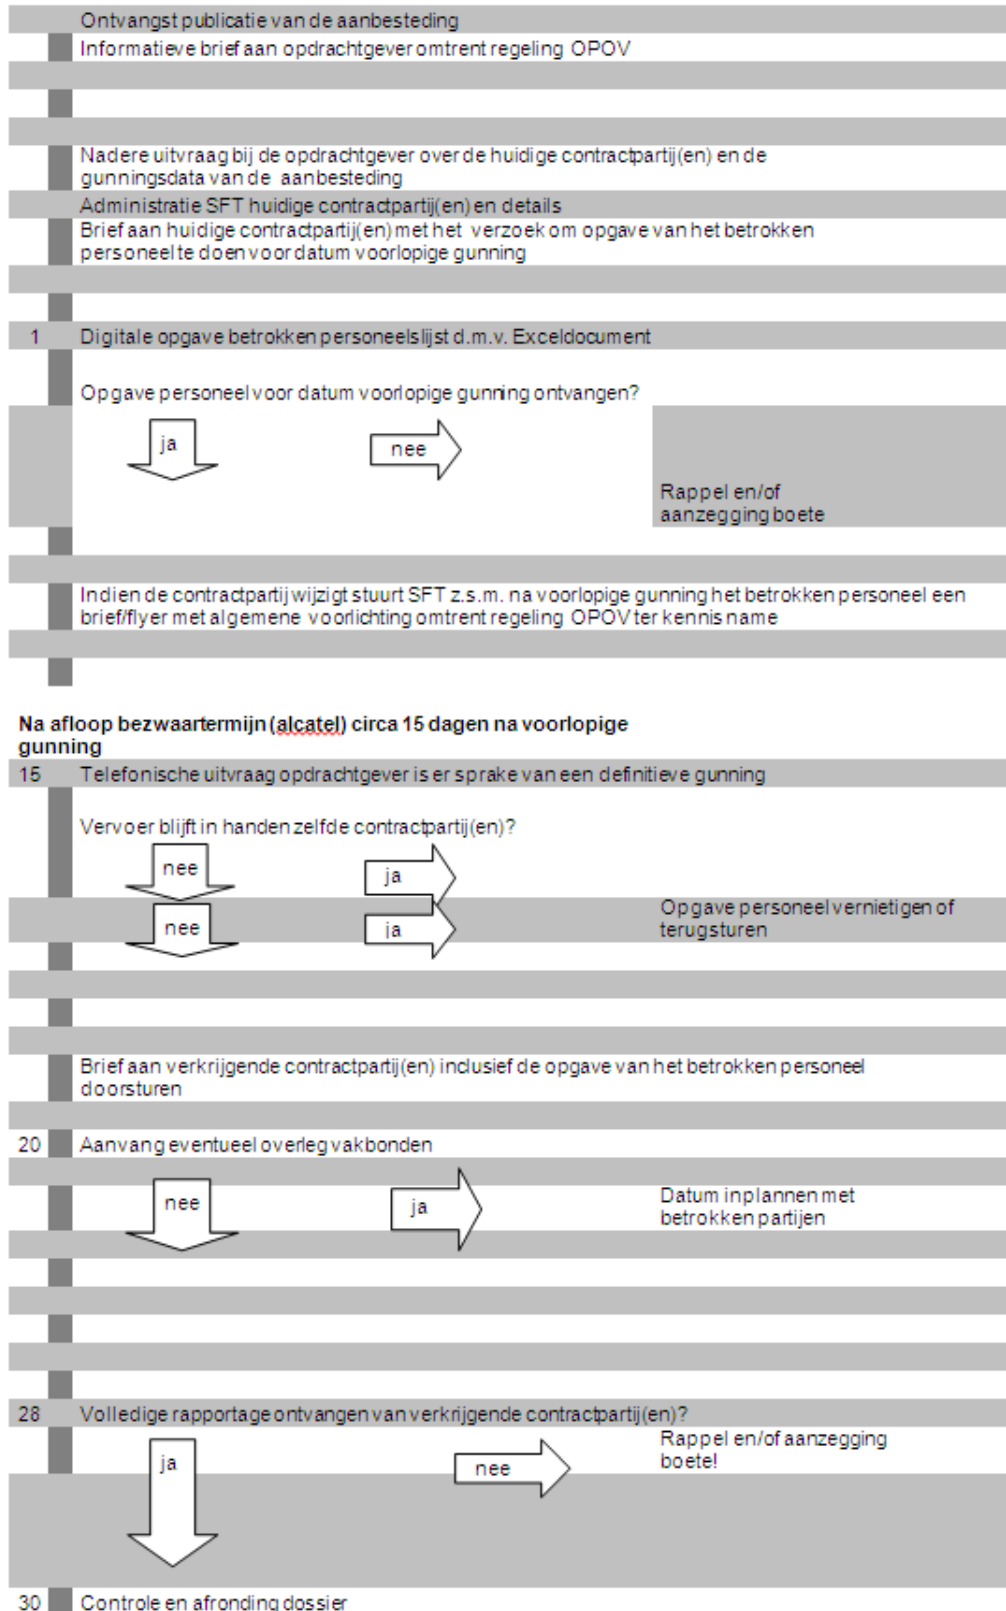 Ontvangst publicatie van de aanbesteding
Informatieve brief aan opdrachtgever omtrent regeling OPOV
Nadere uitvraag bij de opdrachtgever over de huidige contractpartij(en) en de
gunningsdata van de aanbesteding
Administratie SFT huidige contractpartij(en) en details
Brief aan huidige contractpartij(en) met het verzoek om opgave van het betrokken
personeel te doen voor datum voorlopige gunning
1 Digitale opgave betrokken personeelslijst d.m.v. Exceldocument
Opgave personeel voor datum voorlopige gunning ontvangen?
ja nee
Rappel en/of
aanzegging boete
Indien de contractpartij wijzigt stuurt SFT z.s.m. na voorlopige gunning het betrokken personeel een
brief/flyer met algemene voorlichting omtrent regeling OPOV ter kennis name
Na afloop bezwaartermijn (alcatel) circa 15 dagen na voorlopige
gunning
15 Telefonische uitvraag opdrachtgever is er sprake van een definitieve gunning
Vervoer blijft in handen zelfde contractpartij(en)?
nee ja
nee ja Opgave personeel vernietigen of
terugsturen
Brief aan verkrijgende contractpartij(en) inclusief de opgave van het betrokken personeel
doorsturen
20 Aanvang eventueel overleg vakbonden
nee ja Datum inplannen met
betrokken partijen
28 Volledige rapportage ontvangen van verkrijgende contractpartij(en)?
ja nee Rappel en/of aanzegging
boete!
30 Controle en afronding dossier